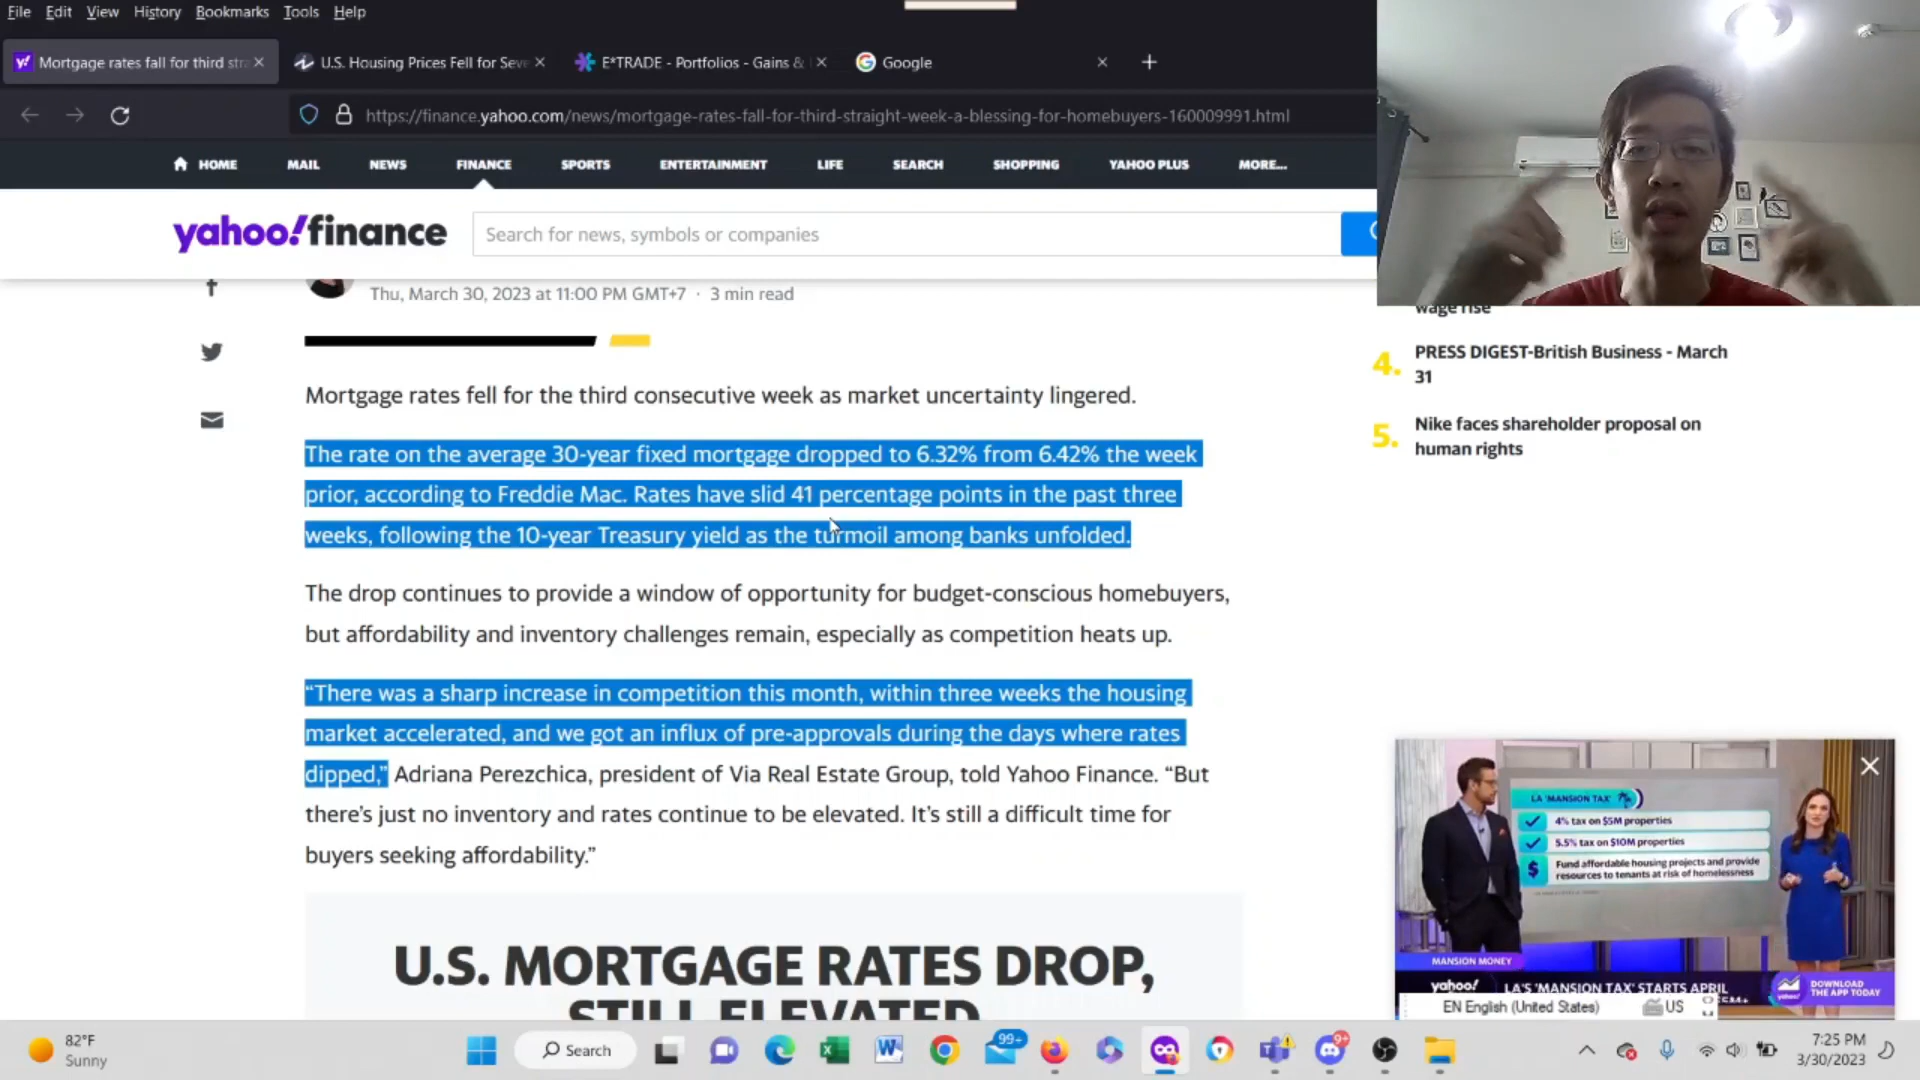 File Edit View History Bookmarks Tools Help
Mortgage rates fall for third stra
U.S. Housing Prices Fell for Seve
E*TRADE - Portfolios - Gains &
Google
https://finance.yahoo.com/news/mortgage-rates-fall-for-third-straight-week-a-blessing-for-homebuyers-160009991.html
HOME MAIL NEWS FINANCE SPORTS ENTERTAINMENT LIFE SEARCH SHOPPING YAHOO PLUS MORE...
yahoo!finance
Search for news, symbols or companies
Thu, March 30, 2023 at 11:00 PM GMT+7 · 3 min read
Mortgage rates fell for the third consecutive week as market uncertainty lingered.
The rate on the average 30-year fixed mortgage dropped to 6.32% from 6.42% the week
prior, according to Freddie Mac. Rates have slid 41 percentage points in the past three
weeks, following the 10-year Treasury yield as the turmoil among banks unfolded.
The drop continues to provide a window of opportunity for budget-conscious homebuyers,
but affordability and inventory challenges remain, especially as competition heats up.
“There was a sharp increase in competition this month, within three weeks the housing
market accelerated, and we got an influx of pre-approvals during the days where rates
dipped,” Adriana Perezchica, president of Via Real Estate Group, told Yahoo Finance. “But
there’s just no inventory and rates continue to be elevated. It’s still a difficult time for
buyers seeking affordability.”
U.S. MORTGAGE RATES DROP,
STILL ELEVATED
wage rise
4. PRESS DIGEST-British Business - March
31
5. Nike faces shareholder proposal on
human rights
LA 'MANSION TAX'
4% tax on $5M properties
5.5% tax on $10M properties
$ Fund affordable housing projects and provide
resources to tenants at risk of homelessness
MANSION MONEY
yahoo! LA'S 'MANSION TAX' STARTS APRIL
DOWNLOAD
THE APP TODAY
EN English (United States) US
82°F
Sunny
Search
99+
9+
7:25 PM
3/30/2023